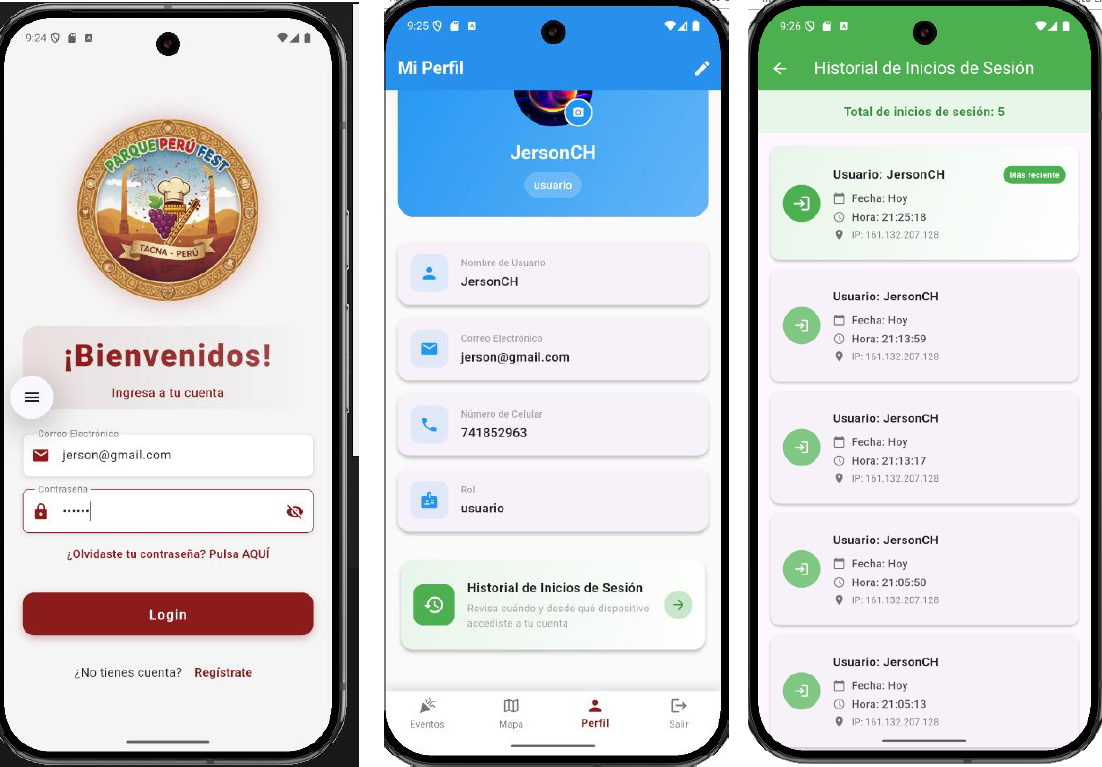 9:24
PARQUE PERÚ FEST
TACNA - PERÚ
¡Bienvenidos!
Ingresa a tu cuenta
Correo Electrónico
jerson@gmail.com
Contraseña
••••••
¿Olvidaste tu contraseña? Pulsa AQUÍ
Login
¿No tienes cuenta? Regístrate
9:25
Mi Perfil
JersonCH
usuario
Nombre de Usuario
JersonCH
Correo Electrónico
jerson@gmail.com
Número de Celular
741852963
Rol
usuario
Historial de Inicios de Sesión
Revisa cuándo y desde qué dispositivo
accediste a tu cuenta
Eventos
Mapa
Perfil
Salir
9:26
Historial de Inicios de Sesión
Total de inicios de sesión: 5
Usuario: JersonCH
Más reciente
Fecha: Hoy
Hora: 21:25:18
IP: 161.132.207.128
Usuario: JersonCH
Fecha: Hoy
Hora: 21:13:59
IP: 161.132.207.128
Usuario: JersonCH
Fecha: Hoy
Hora: 21:13:17
IP: 161.132.207.128
Usuario: JersonCH
Fecha: Hoy
Hora: 21:05:50
IP: 161.132.207.128
Usuario: JersonCH
Fecha: Hoy
Hora: 21:05:13
IP: 161.132.207.128